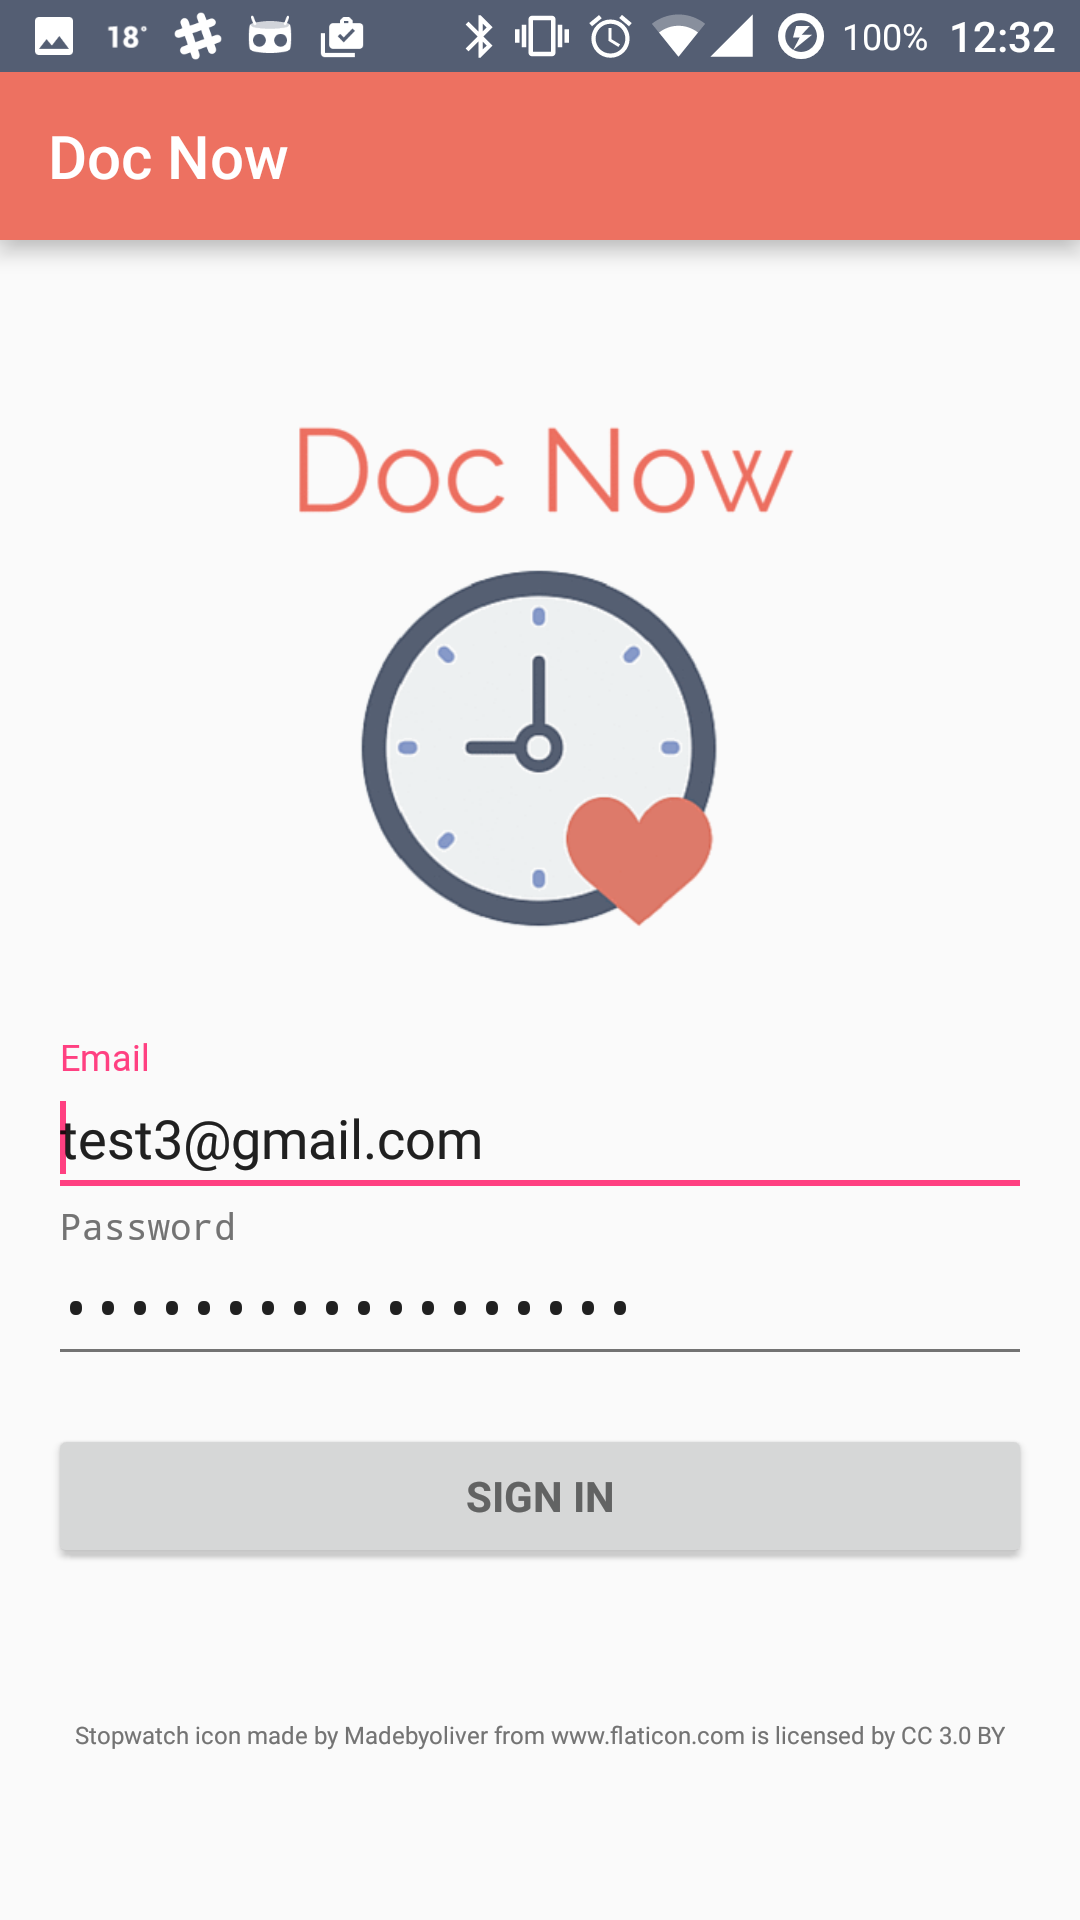 18° 100% 12:32
Doc Now
Doc Now
Email
test3@gmail.com
Password
••••••••••••••••••
SIGN IN
Stopwatch icon made by Madebyoliver from www.flaticon.com is licensed by CC 3.0 BY